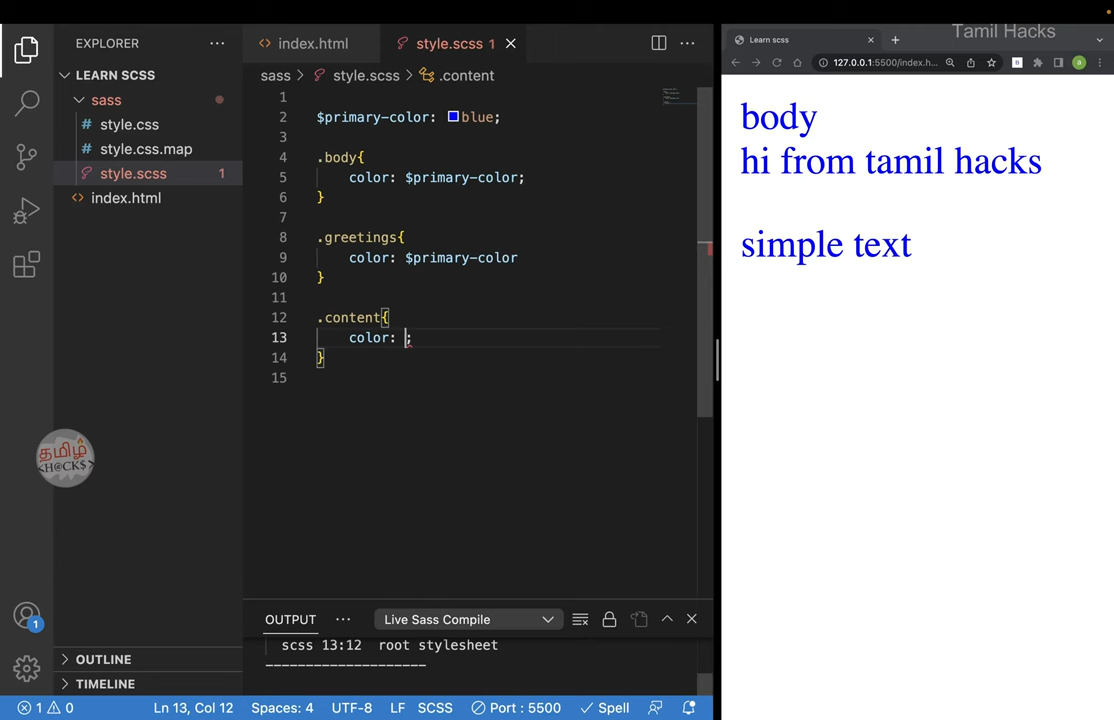 Tamil Hacks
EXPLORER
LEARN SCSS
sass
style.css
style.css.map
style.scss 1
index.html
OUTLINE
TIMELINE
index.html
style.scss 1
sass > style.scss > .content
1
2 $primary-color: blue;
3
4 .body{
5 color: $primary-color;
6 }
7
8 .greetings{
9 color: $primary-color
10 }
11
12 .content{
13 color: ;
14 }
15
OUTPUT
Live Sass Compile
scss 13:12 root stylesheet
--------------------
தமிழ்
<H@CK$>
1
1 0
Ln 13, Col 12
Spaces: 4
UTF-8
LF
SCSS
Port : 5500
Spell
Learn scss
127.0.0.1:5500/index.h...
B
a
body
hi from tamil hacks
simple text